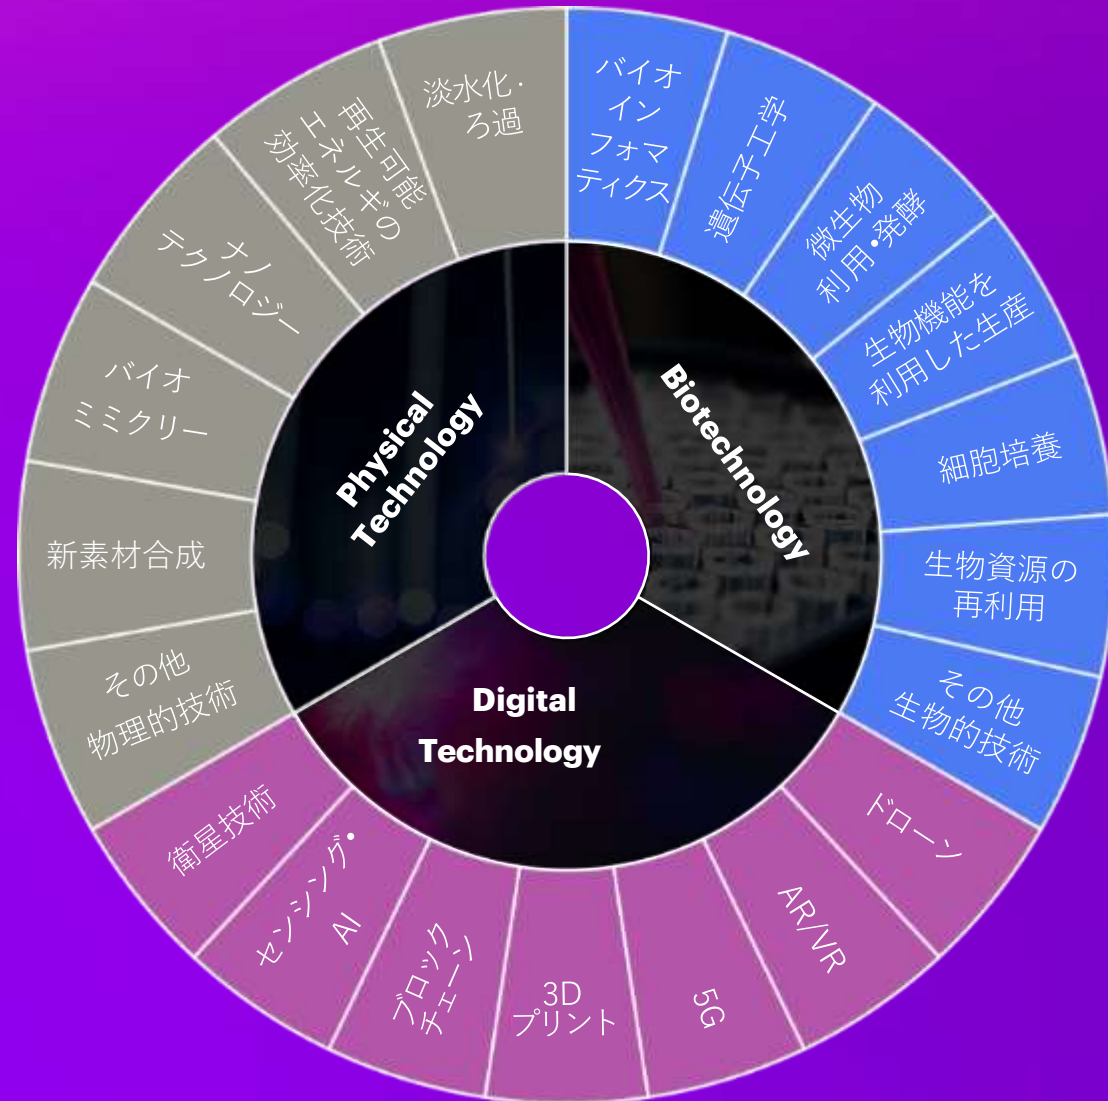 バイオ
イン
フォマ
ティクス
遺伝子工学
微生物
利用・発酵
生物機能を
利用した生産
細胞培養
生物資源の
再利用
その他
生物的技術
ドローン
AR/VR
5G
3D
プリント
ブロック
チェーン
センシング・
AI
衛星技術
その他
物理的技術
新素材合成
バイオ
ミミクリー
ナノ
テクノロジー
再生可能
エネルギの
効率化技術
淡水化・
ろ過
Physical
Technology
Biotechnology
Digital
Technology